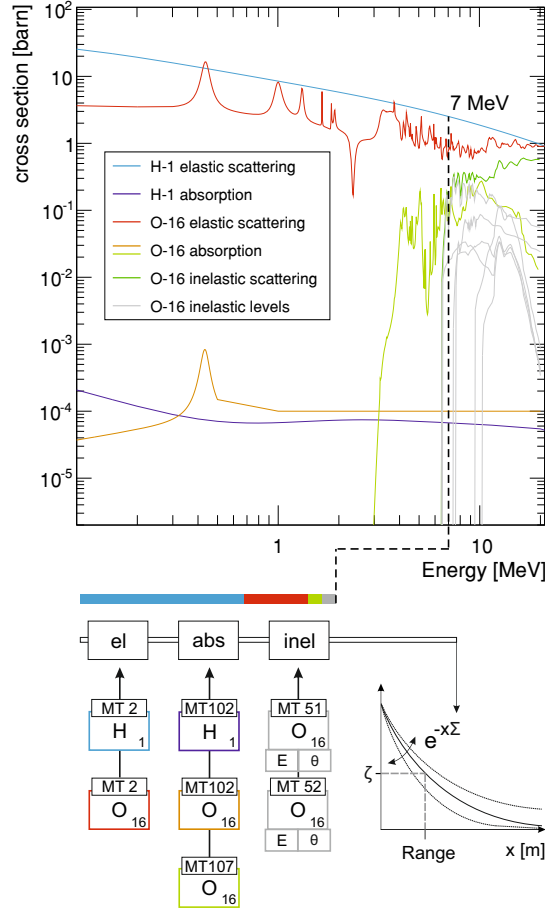 cross section [barn]
10²
10
1
10⁻¹
10⁻²
10⁻³
10⁻⁴
10⁻⁵
7 MeV
H-1 elastic scattering
H-1 absorption
O-16 elastic scattering
O-16 absorption
O-16 inelastic scattering
O-16 inelastic levels
1 10
Energy [MeV]
el abs inel
MT 2 MT102 MT 51
H 1 H 1 O 16
E θ
MT 2 MT102 MT 52
O 16 O 16 O 16
E θ
MT107
O 16
e⁻ˣᶺ
ζ
Range x [m]